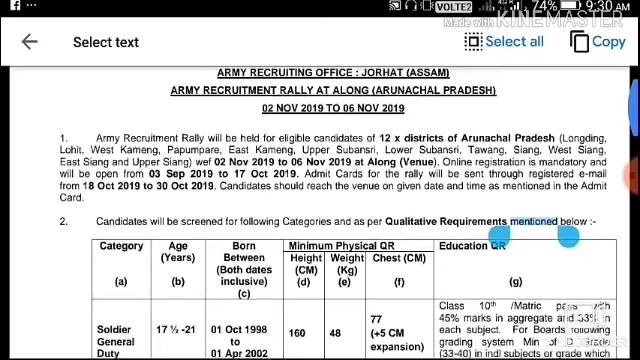 VOLTE2 4G 74% 9:30 AM
Made with KINEMASTER
Select text Select all Copy
ARMY RECRUITING OFFICE : JORHAT (ASSAM)
ARMY RECRUITMENT RALLY AT ALONG (ARUNACHAL PRADESH)
02 NOV 2019 TO 06 NOV 2019
1. Army Recruitment Rally will be held for eligible candidates of 12 x districts of Arunachal Pradesh (Longding,
Lohit, West Kameng, Papumpare, East Kameng, Upper Subansri, Lower Subansri, Tawang, Siang, West Siang,
East Siang and Upper Siang) wef 02 NOV 2019 to 06 NOV 2019 at Along (Venue). Online registration is mandatory and
will be open from 03 Sep 2019 to 17 Oct 2019. Admit Cards for the rally will be sent through registered e-mail
from 18 Oct 2019 to 30 Oct 2019. Candidates should reach the venue on given date and time as mentioned in the Admit
Card.
2. Candidates will be screened for following Categories and as per Qualitative Requirements mentioned below :-
Category Age Born Minimum Physical QR Education QR
(Years) Between Height Weight Chest (CM)
(Both dates (CM) (Kg)
inclusive)
(a) (b) (c) (d) (e) (f) (g)
Soldier General Duty
17 ½ -21
01 Oct 1998
to
01 Apr 2002
160
48
77
(+5 CM
expansion)
Class 10th /Matric pass with
45% marks in aggregate and 33% in
each subject. For Boards following
grading system Min of D Grade
(33-40) in indl subjects or grade which